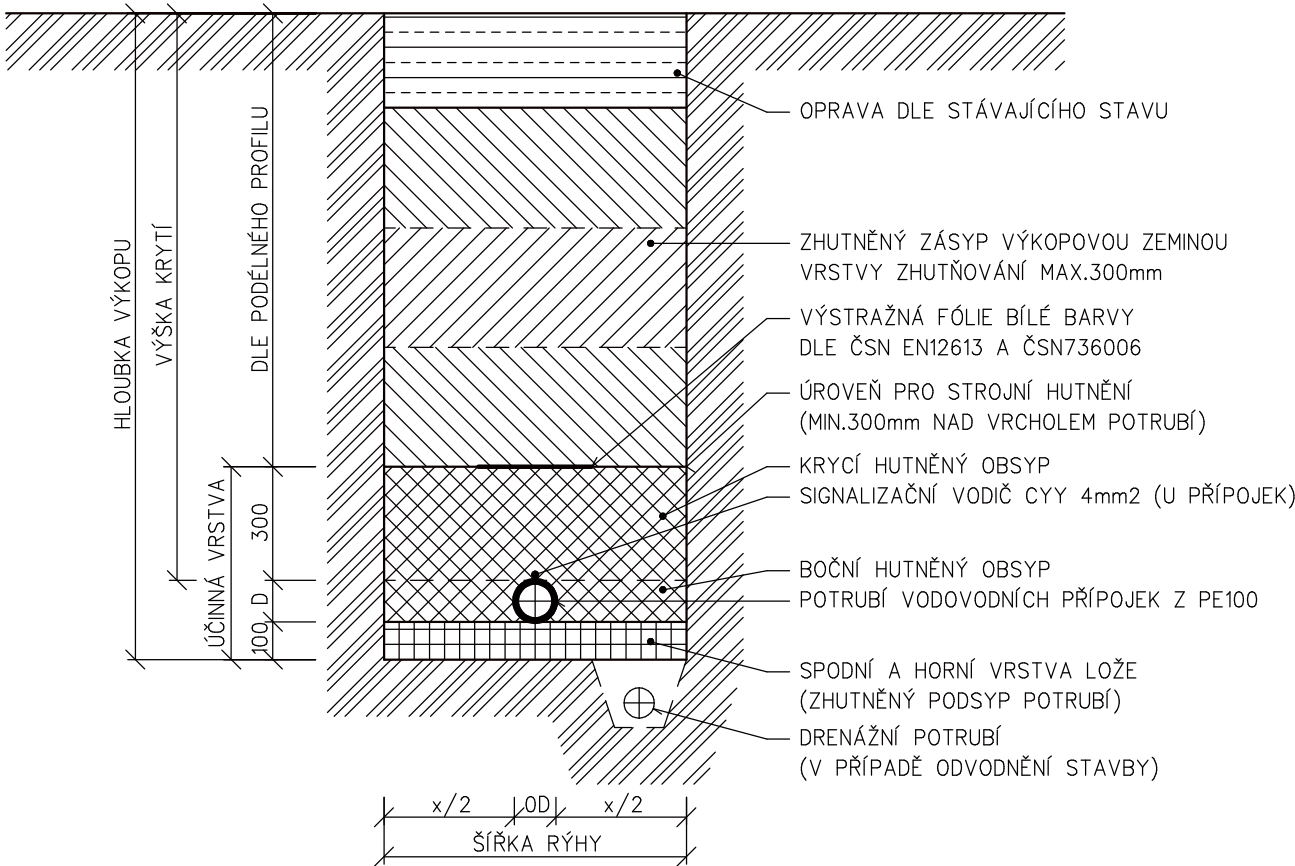 OPRAVA DLE STÁVAJÍCÍHO STAVU
ZHUTNĚNÝ ZÁSYP VÝKOPOVOU ZEMINOU
VRSTVY ZHUTŇOVÁNÍ MAX.300mm
VÝSTRAŽNÁ FÓLIE BÍLÉ BARVY
DLE ČSN EN12613 A ČSN736006
ÚROVEŇ PRO STROJNÍ HUTNĚNÍ
(MIN.300mm NAD VRCHOLEM POTRUBÍ)
KRYCÍ HUTNĚNÝ OBSYP
SIGNALIZAČNÍ VODIČ CYY 4mm2 (U PŘÍPOJEK)
BOČNÍ HUTNĚNÝ OBSYP
POTRUBÍ VODOVODNÍCH PŘÍPOJEK Z PE100
SPODNÍ A HORNÍ VRSTVA LOŽE
(ZHUTNĚNÝ PODSYP POTRUBÍ)
DRENÁŽNÍ POTRUBÍ
(V PŘÍPADĚ ODVODNĚNÍ STAVBY)
HLOUBKA VÝKOPU
VÝŠKA KRYTÍ
DLE PODÉLNÉHO PROFILU
ÚČINNÁ VRSTVA
300
D
100
x/2
OD
x/2
ŠÍŘKA RÝHY